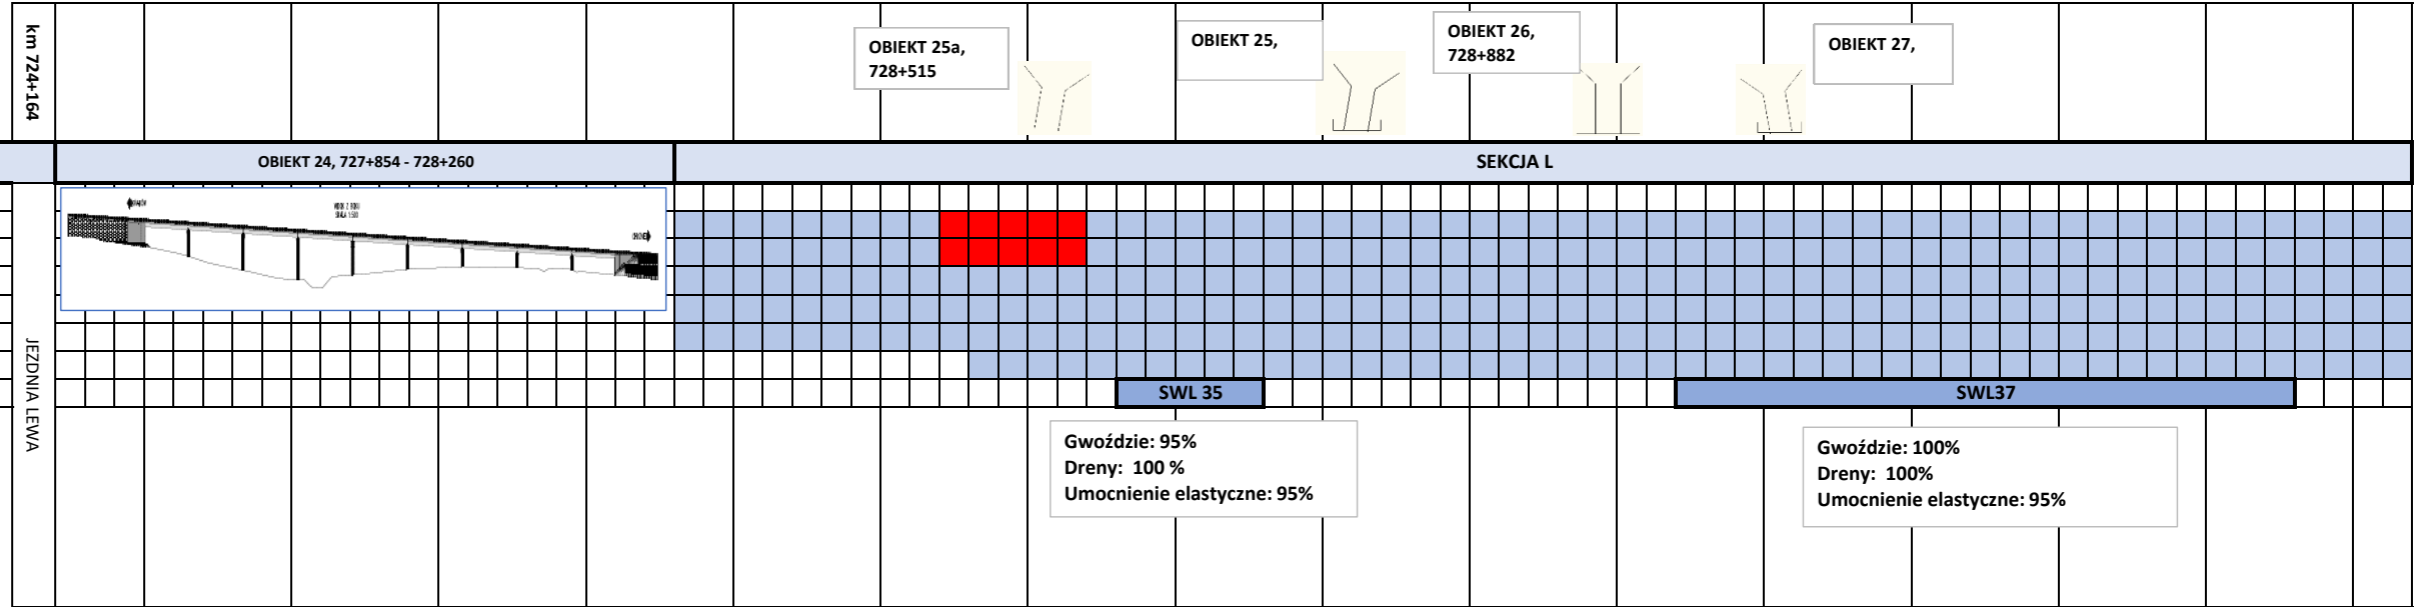 km 724+164
OBIEKT 25a,
728+515
OBIEKT 25,
OBIEKT 26,
728+882
OBIEKT 27,
OBIEKT 24, 727+854 - 728+260
SEKCJA L
JEZDNIA LEWA
SWL 35
SWL37
Gwoździe: 95%
Dreny: 100 %
Umocnienie elastyczne: 95%
Gwoździe: 100%
Dreny: 100%
Umocnienie elastyczne: 95%